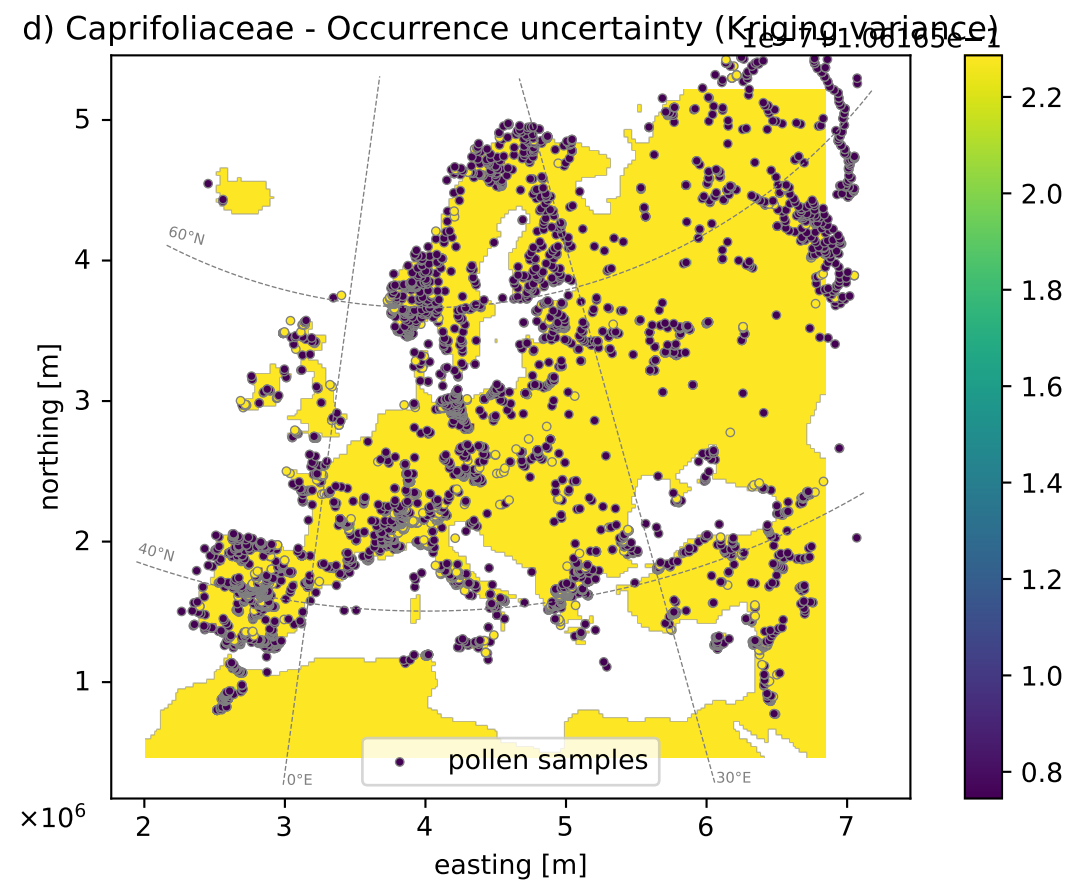 d) Caprifoliaceae - Occurrence uncertainty (Kriging variance)
1e−7+1.06165e−1
5
4
3
2
1
northing [m]
60°N
40°N
0°E
30°E
pollen samples
×10⁶
2 3 4 5 6 7
easting [m]
2.2
2.0
1.8
1.6
1.4
1.2
1.0
0.8